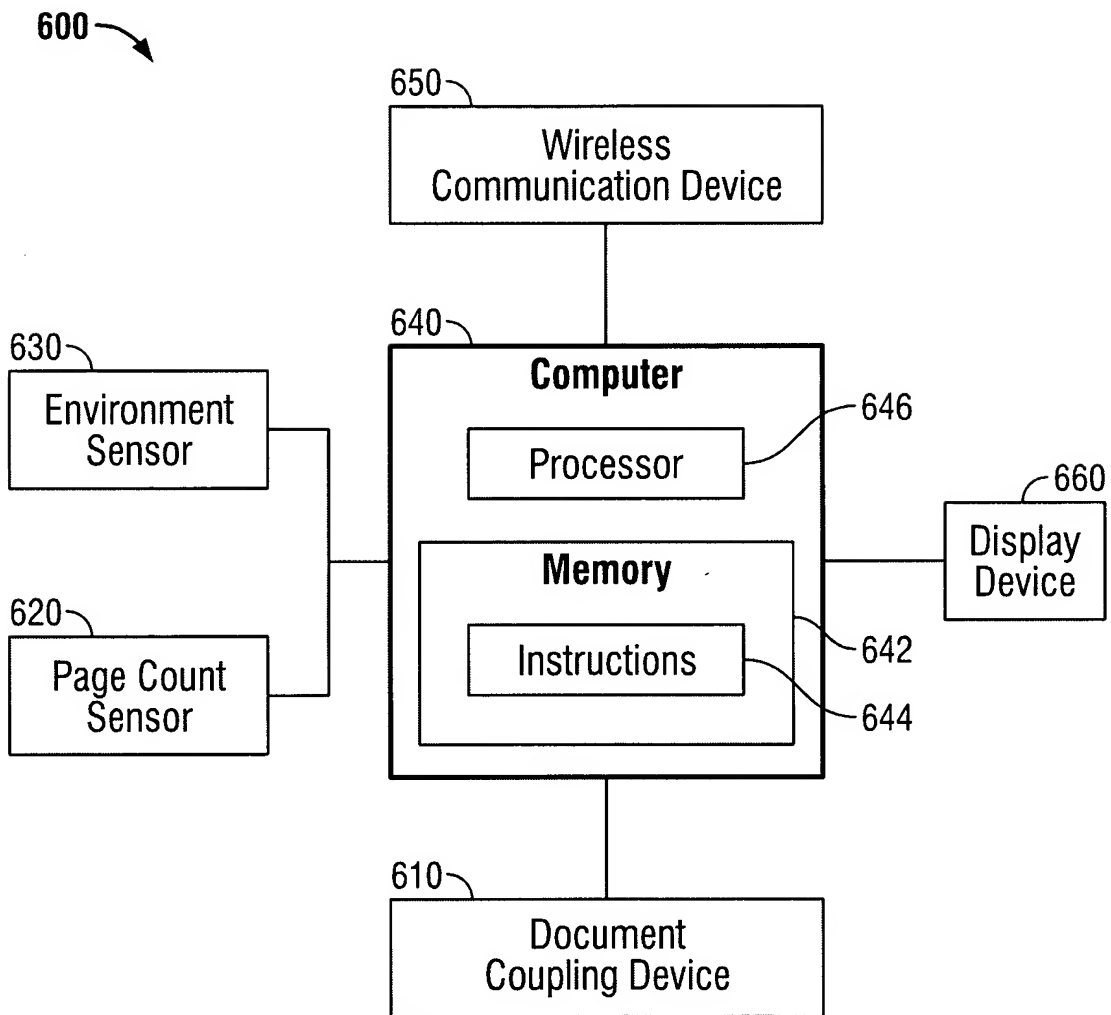 600
650
Wireless
Communication Device
640
Computer
630
Environment
Sensor
646
Processor
660
Display
Device
Memory
620
Page Count
Sensor
Instructions
642
644
610
Document
Coupling Device